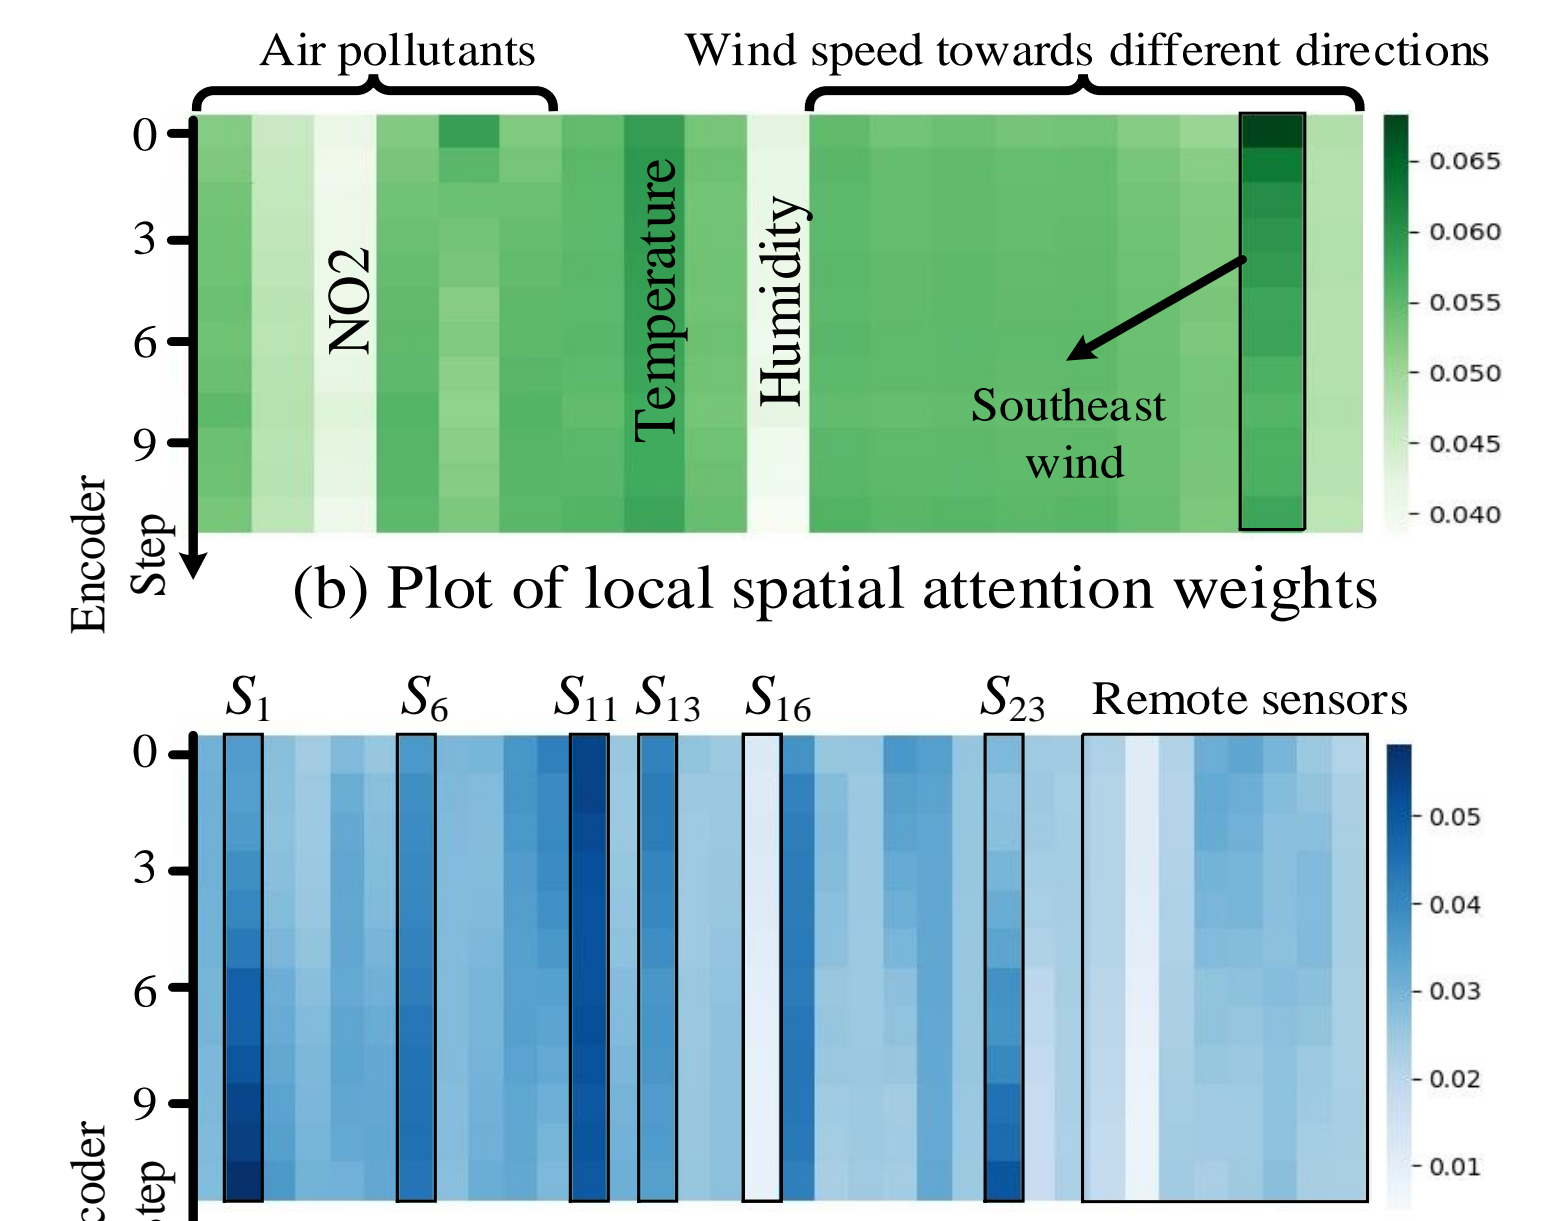 Air pollutants
Wind speed towards different directions
0
3
6
9
NO2
Temperature
Humidity
Southeast
wind
0.065
0.060
0.055
0.050
0.045
0.040
Encoder
Step
(b) Plot of local spatial attention weights
S1
S6
S11
S13
S16
S23
Remote sensors
0
3
6
9
0.05
0.04
0.03
0.02
0.01